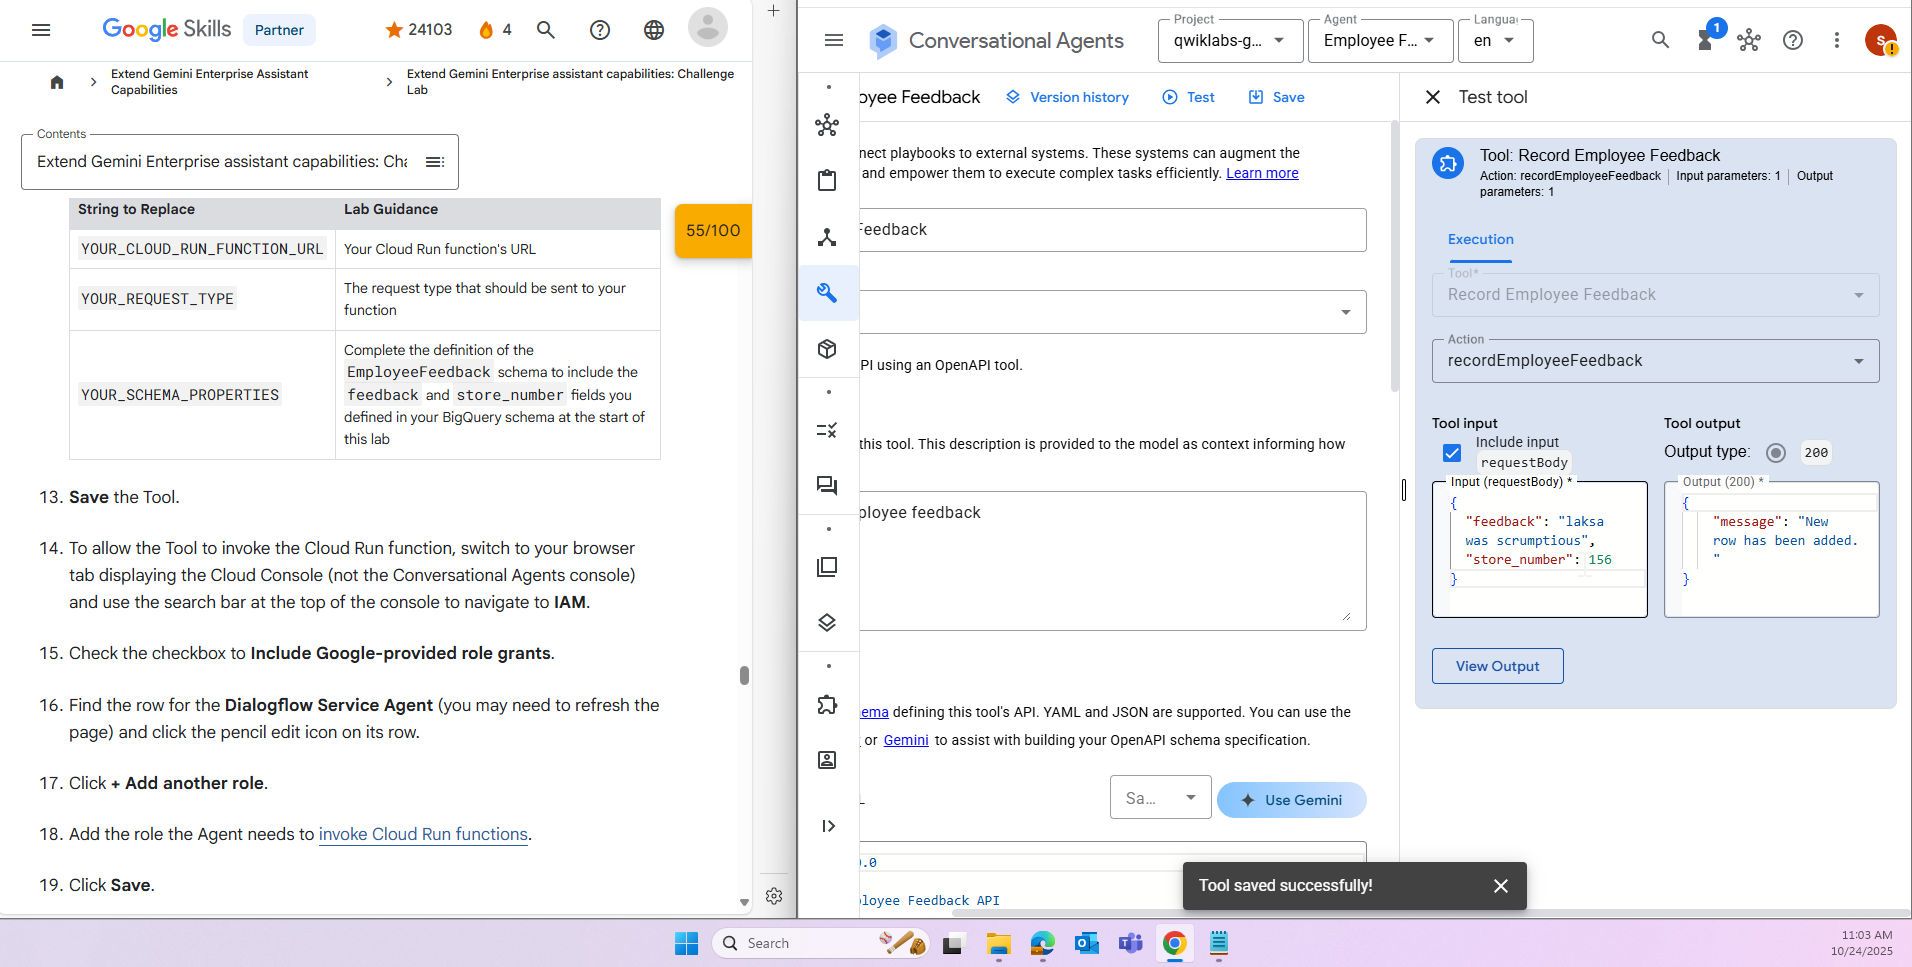 Google Skills
Partner
24103
4
Extend Gemini Enterprise Assistant
Capabilities
Extend Gemini Enterprise assistant capabilities: Challenge
Lab
Contents
Extend Gemini Enterprise assistant capabilities: Cha
String to Replace
Lab Guidance
YOUR_CLOUD_RUN_FUNCTION_URL
Your Cloud Run function's URL
YOUR_REQUEST_TYPE
The request type that should be sent to your
function
YOUR_SCHEMA_PROPERTIES
Complete the definition of the
EmployeeFeedback schema to include the
feedback and store_number fields you
defined in your BigQuery schema at the start of
this lab
55/100
13. Save the Tool.
14. To allow the Tool to invoke the Cloud Run function, switch to your browser
tab displaying the Cloud Console (not the Conversational Agents console)
and use the search bar at the top of the console to navigate to IAM.
15. Check the checkbox to Include Google-provided role grants.
16. Find the row for the Dialogflow Service Agent (you may need to refresh the
page) and click the pencil edit icon on its row.
17. Click + Add another role.
18. Add the role the Agent needs to invoke Cloud Run functions.
19. Click Save.
Conversational Agents
Project
qwiklabs-g...
Agent
Employee F...
Langua
en
1
s
oyee Feedback
Version history
Test
Save
nect playbooks to external systems. These systems can augment the
and empower them to execute complex tasks efficiently. Learn more
Feedback
PI using an OpenAPI tool.
this tool. This description is provided to the model as context informing how
ployee feedback
ema defining this tool's API. YAML and JSON are supported. You can use the
or Gemini to assist with building your OpenAPI schema specification.
Sa...
Use Gemini
.0
loyee Feedback API
Test tool
Tool: Record Employee Feedback
Action: recordEmployeeFeedback | Input parameters: 1 | Output
parameters: 1
Execution
Tool*
Record Employee Feedback
Action
recordEmployeeFeedback
Tool input
Include input
requestBody
Input (requestBody) *
{
"feedback": "laksa
was scrumptious",
"store_number": 156
}
Tool output
Output type:
200
Output (200) *
{
"message": "New
row has been added.
"
}
View Output
Tool saved successfully!
Search
11:03 AM
10/24/2025